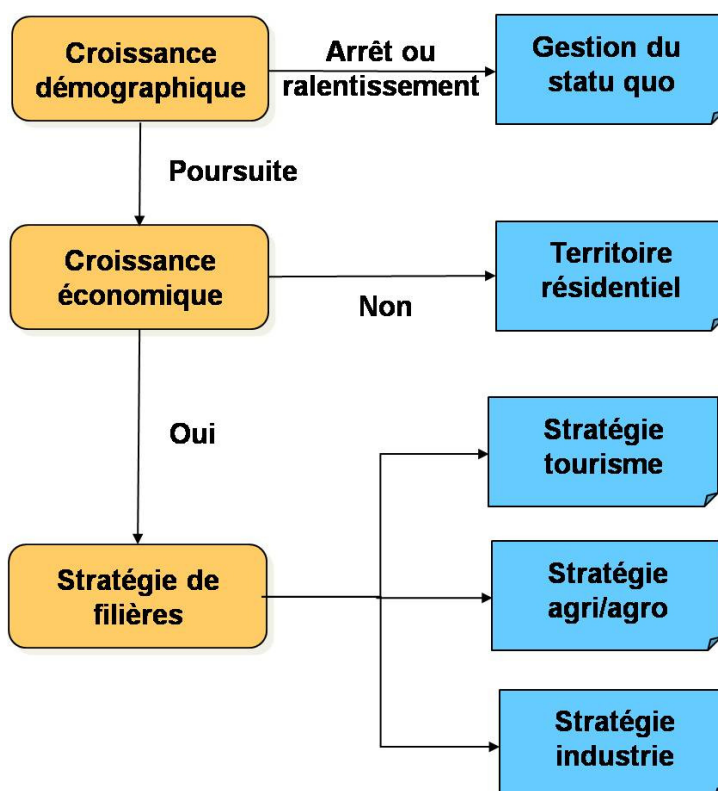 Croissance
démographique
Arrêt ou
ralentissement
Gestion du
statu quo
Poursuite
Croissance
économique
Non
Territoire
résidentiel
Oui
Stratégie
tourisme
Stratégie de
filières
Stratégie
agri/agro
Stratégie
industrie